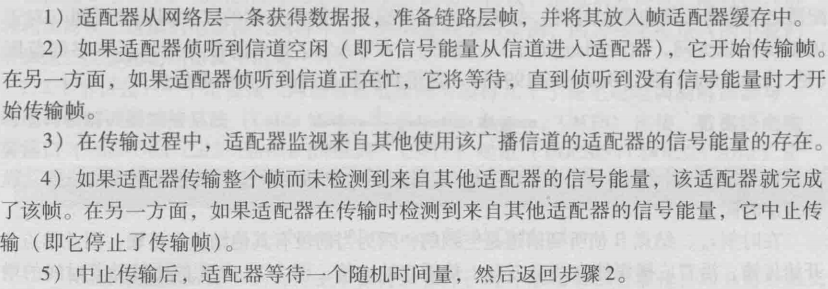 1) 适配器从网络层一条获得数据报，准备链路层帧，并将其放入帧适配器缓存中。
2) 如果适配器侦听到信道空闲（即无信号能量从信道进入适配器），它开始传输帧。
在另一方面，如果适配器侦听到信道正在忙，它将等待，直到侦听到没有信号能量时才开
始传输帧。
3) 在传输过程中，适配器监视来自其他使用该广播信道的适配器的信号能量的存在。
4) 如果适配器传输整个帧而未检测到来自其他适配器的信号能量，该适配器就完成
了该帧。在另一方面，如果适配器在传输时检测到来自其他适配器的信号能量，它中止传
输（即它停止了传输帧）。
5) 中止传输后，适配器等待一个随机时间量，然后返回步骤2。